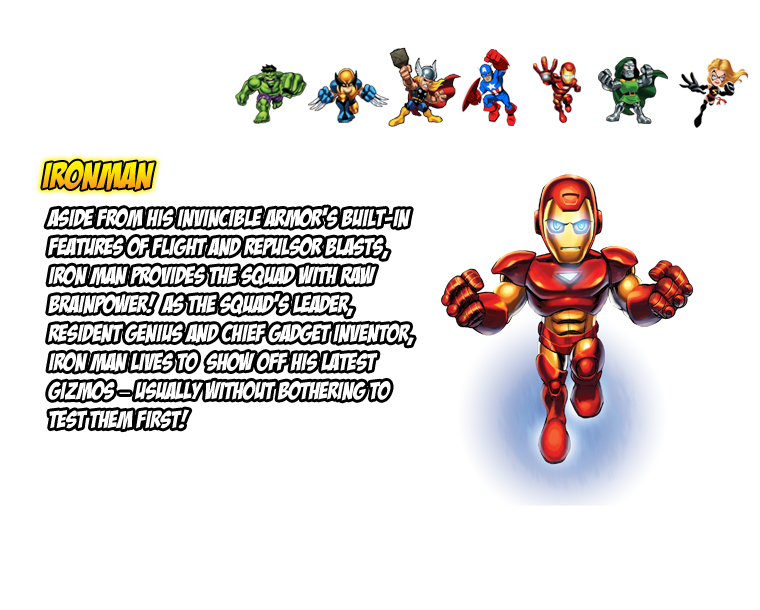 IRONMAN
ASIDE FROM HIS INVINCIBLE ARMOR'S BUILT-IN
FEATURES OF FLIGHT AND REPULSOR BLASTS,
IRON MAN PROVIDES THE SQUAD WITH RAW
BRAINPOWER! AS THE SQUAD'S LEADER,
RESIDENT GENIUS AND CHIEF GADGET INVENTOR,
IRON MAN LIVES TO SHOW OFF HIS LATEST
GIZMOS – USUALLY WITHOUT BOTHERING TO
TEST THEM FIRST!